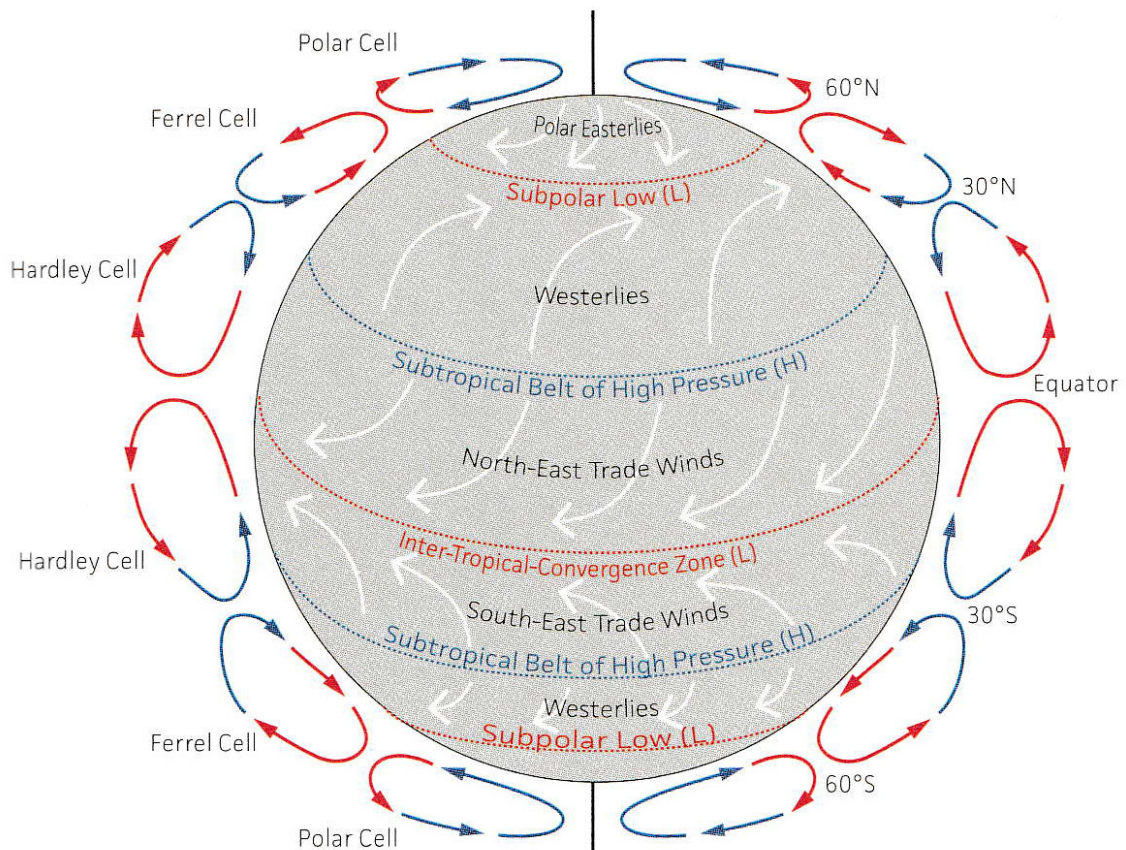 Polar Cell
60°N
Ferrel Cell
Polar Easterlies
30°N
Subpolar Low (L)
Hardley Cell
Westerlies
Subtropical Belt of High Pressure (H)
Equator
North-East Trade Winds
Inter-Tropical-Convergence Zone (L)
Hardley Cell
South-East Trade Winds
30°S
Subtropical Belt of High Pressure (H)
Westerlies
Ferrel Cell
Subpolar Low (L)
60°S
Polar Cell